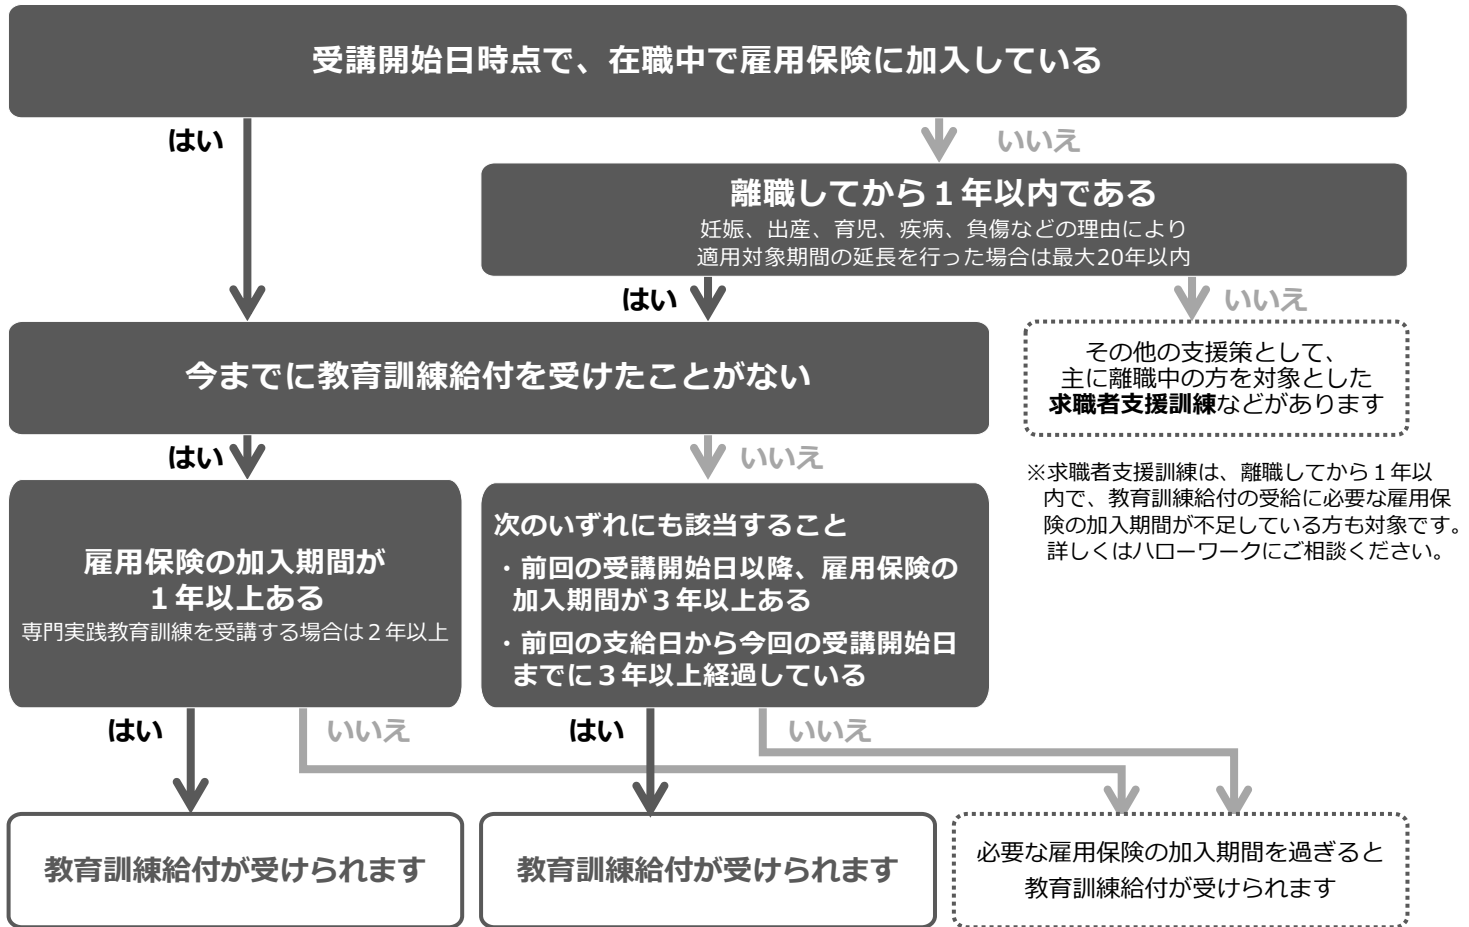 受講開始日時点で、在職中で雇用保険に加入している
はい
いいえ
離職してから１年以内である
妊娠、出産、育児、疾病、負傷などの理由により
適用対象期間の延長を行った場合は最大20年以内
はい
いいえ
今までに教育訓練給付を受けたことがない
その他の支援策として、
主に離職中の方を対象とした
求職者支援訓練などがあります
はい
いいえ
※求職者支援訓練は、離職してから１年以
内で、教育訓練給付の受給に必要な雇用保
険の加入期間が不足している方も対象です。
詳しくはハローワークにご相談ください。
雇用保険の加入期間が
１年以上ある
専門実践教育訓練を受講する場合は２年以上
次のいずれにも該当すること
・前回の受講開始日以降、雇用保険の
加入期間が３年以上ある
・前回の支給日から今回の受講開始日
までに３年以上経過している
はい
いいえ
はい
いいえ
教育訓練給付が受けられます
教育訓練給付が受けられます
必要な雇用保険の加入期間を過ぎると
教育訓練給付が受けられます